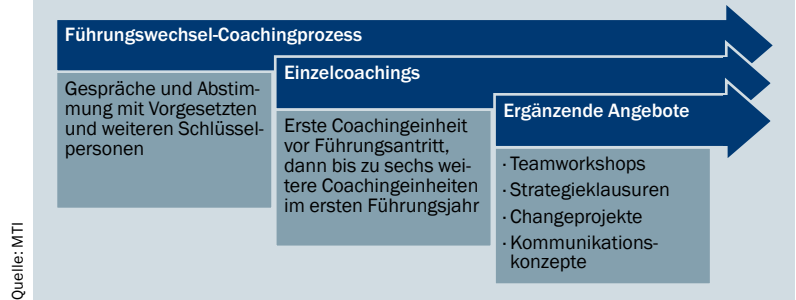 Führungswechsel-Coachingprozess
Gespräche und Abstim-
mung mit Vorgesetzten
und weiteren Schlüssel-
personen
Einzelcoachings
Erste Coachingeinheit
vor Führungsantritt,
dann bis zu sechs wei-
tere Coachingeinheiten
im ersten Führungsjahr
Ergänzende Angebote
· Teamworkshops
· Strategieklausuren
· Changeprojekte
· Kommunikations-
konzepte
Quelle: MTI